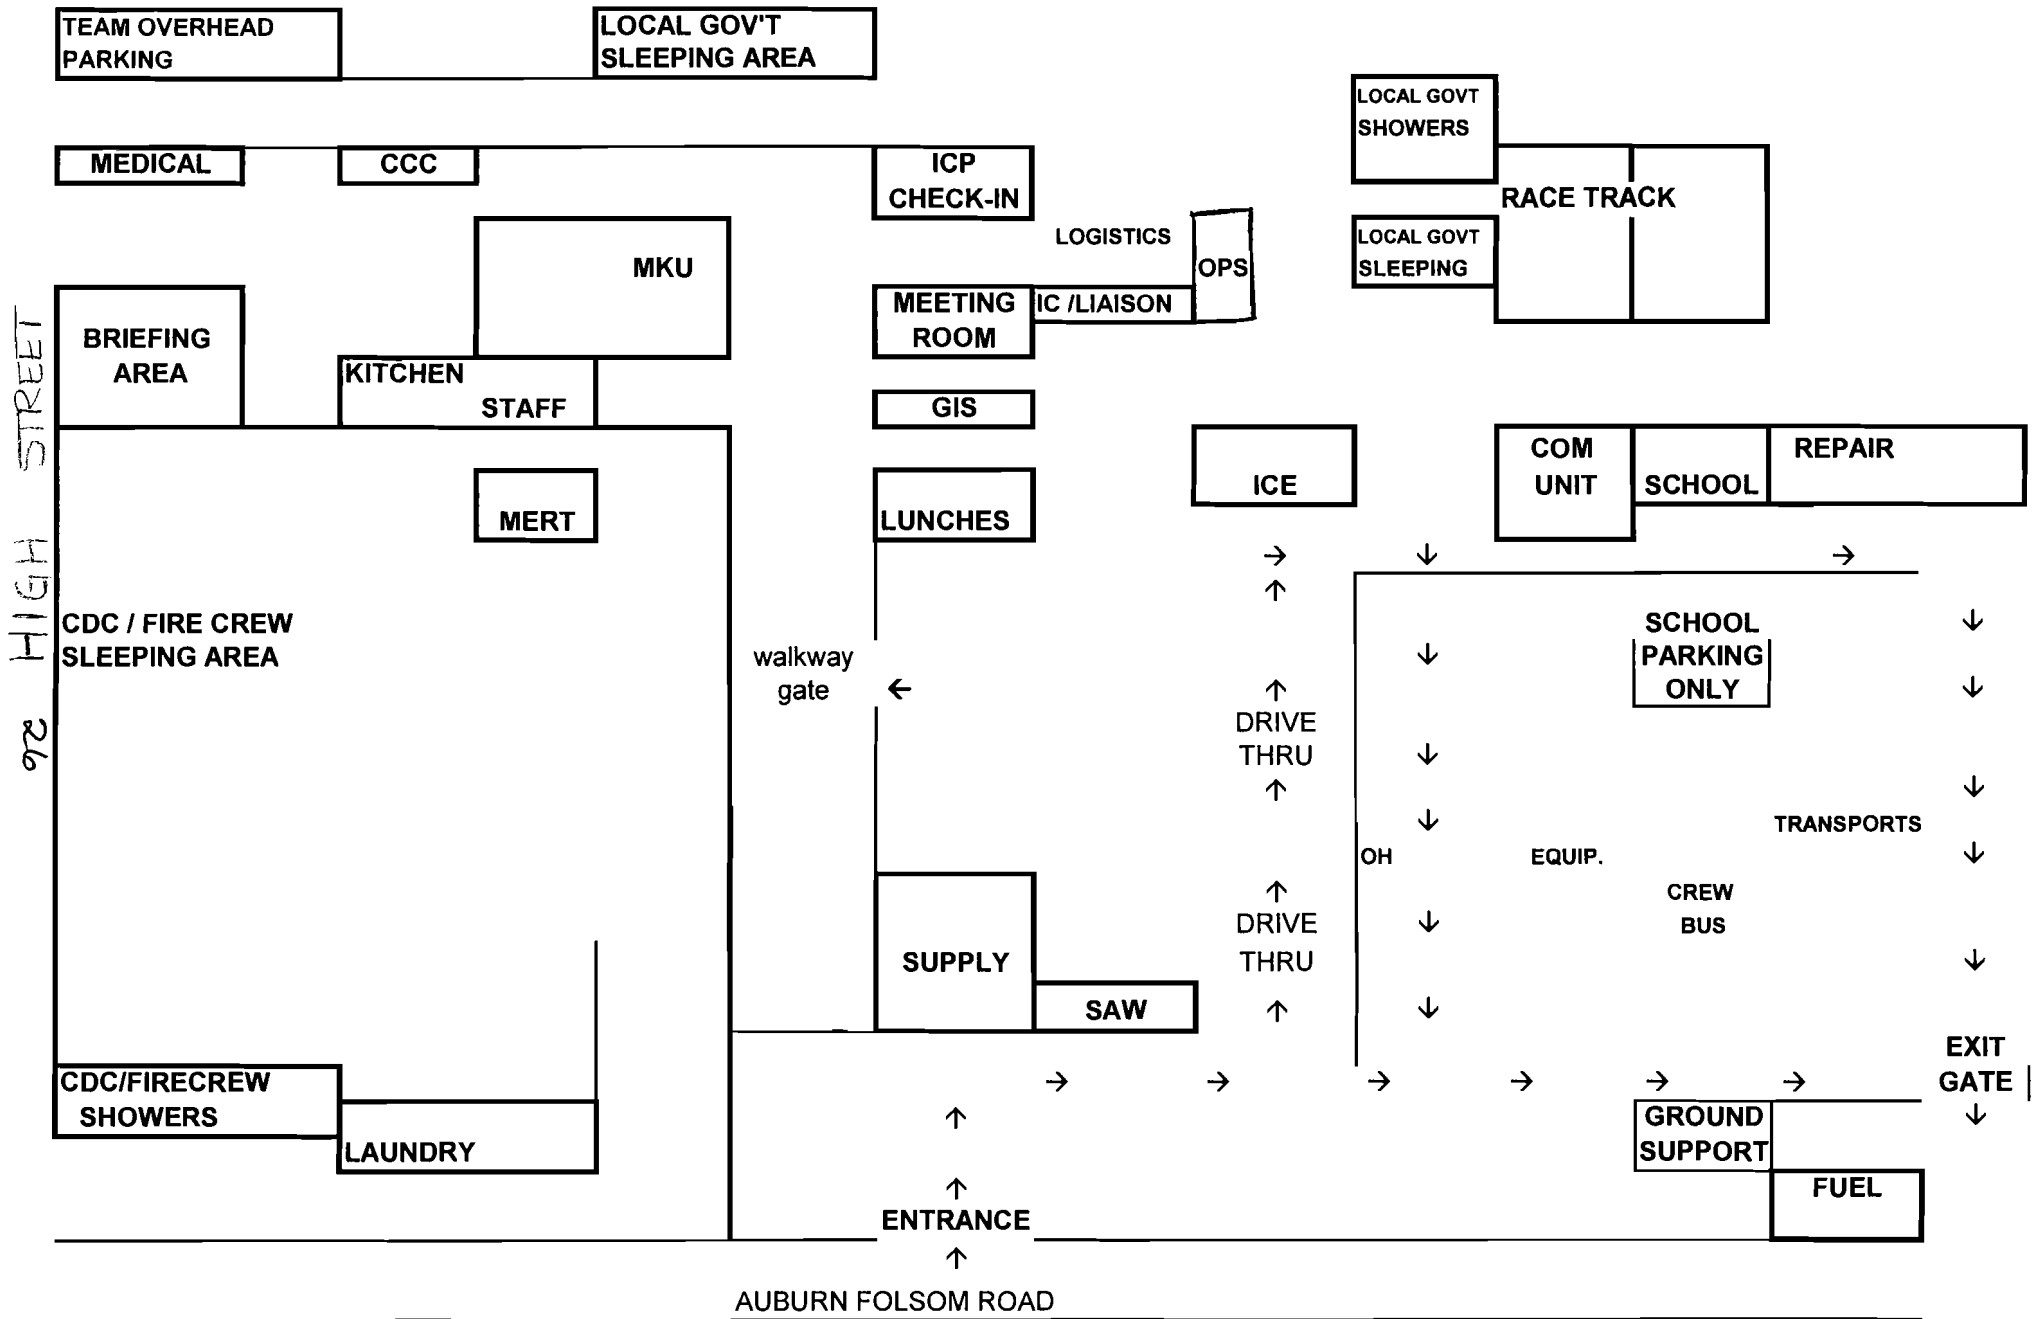 TEAM OVERHEAD
PARKING
LOCAL GOV'T
SLEEPING AREA
LOCAL GOVT
SHOWERS
MEDICAL
CCC
ICP
CHECK-IN
RACE TRACK
LOGISTICS
OPS
LOCAL GOVT
SLEEPING
MKU
MEETING
ROOM
IC /LIAISON
BRIEFING
AREA
KITCHEN
STAFF
GIS
ICE
COM
UNIT
SCHOOL
REPAIR
MERT
LUNCHES
→ ↓ →
↑
HIGH STREET
CDC / FIRE CREW
SLEEPING AREA
walkway
gate
←
SCHOOL
PARKING
ONLY
↓ ↓
↑ ↓
DRIVE
THRU
↓ ↓
↑
TRANSPORTS
↓ ↓
OH
EQUIP.
CREW
BUS
↑
DRIVE
THRU
↓ ↓
SUPPLY
SAW
↑ ↓
EXIT
GATE
CDC/FIRECREW
SHOWERS
→ → → → → →
LAUNDRY
GROUND
SUPPORT
↓
FUEL
↑
↑
ENTRANCE
↑
AUBURN FOLSOM ROAD